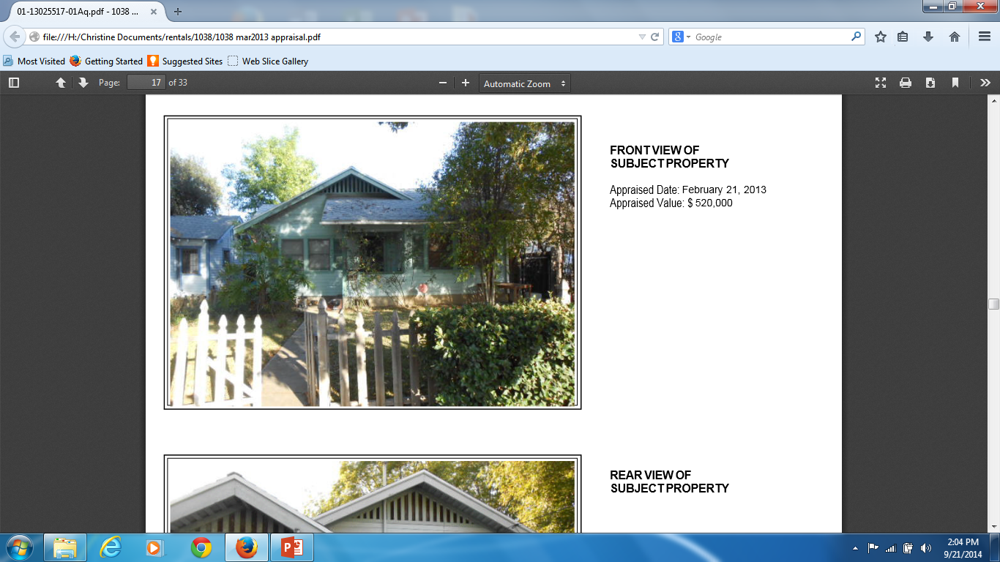 01-13025517-01Aq.pdf - 1038 ...
file:///H:/Christine Documents/rentals/1038/1038 mar2013 appraisal.pdf
Google
Most Visited Getting Started Suggested Sites Web Slice Gallery
Page: 17 of 33
Automatic Zoom
FRONT VIEW OF
SUBJECT PROPERTY
Appraised Date: February 21, 2013
Appraised Value: $ 520,000
REAR VIEW OF
SUBJECT PROPERTY
2:04 PM
9/21/2014